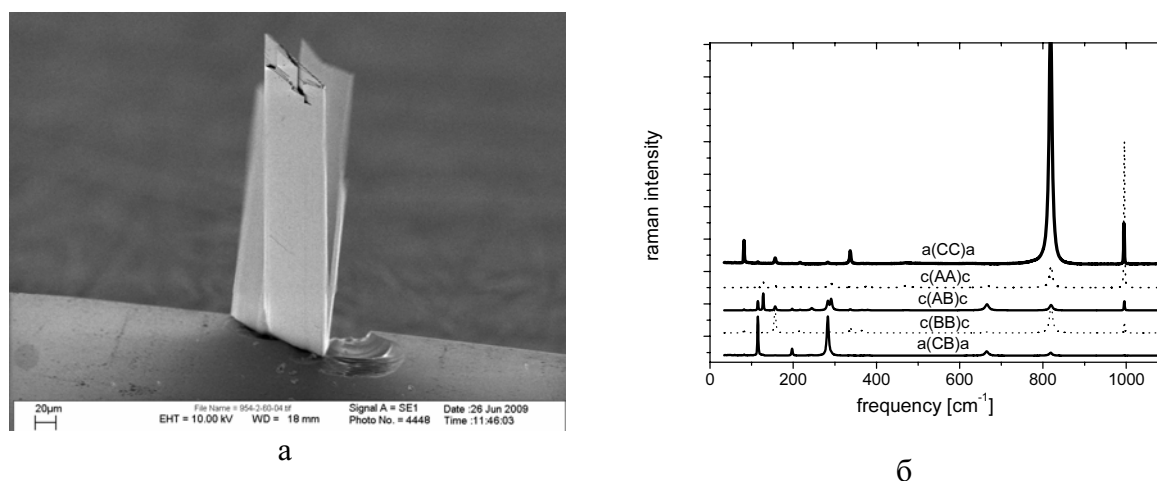 20µm
File Name = 954-2-60-04.tif
EHT = 10.00 kV WD = 18 mm
Signal A = SE1
Photo No. = 4448
Date :26 Jun 2009
Time :11:46:03
а
raman intensity
a(CC)a
c(AA)c
c(AB)c
c(BB)c
a(CB)a
0 200 400 600 800 1000
frequency [cm⁻¹]
б